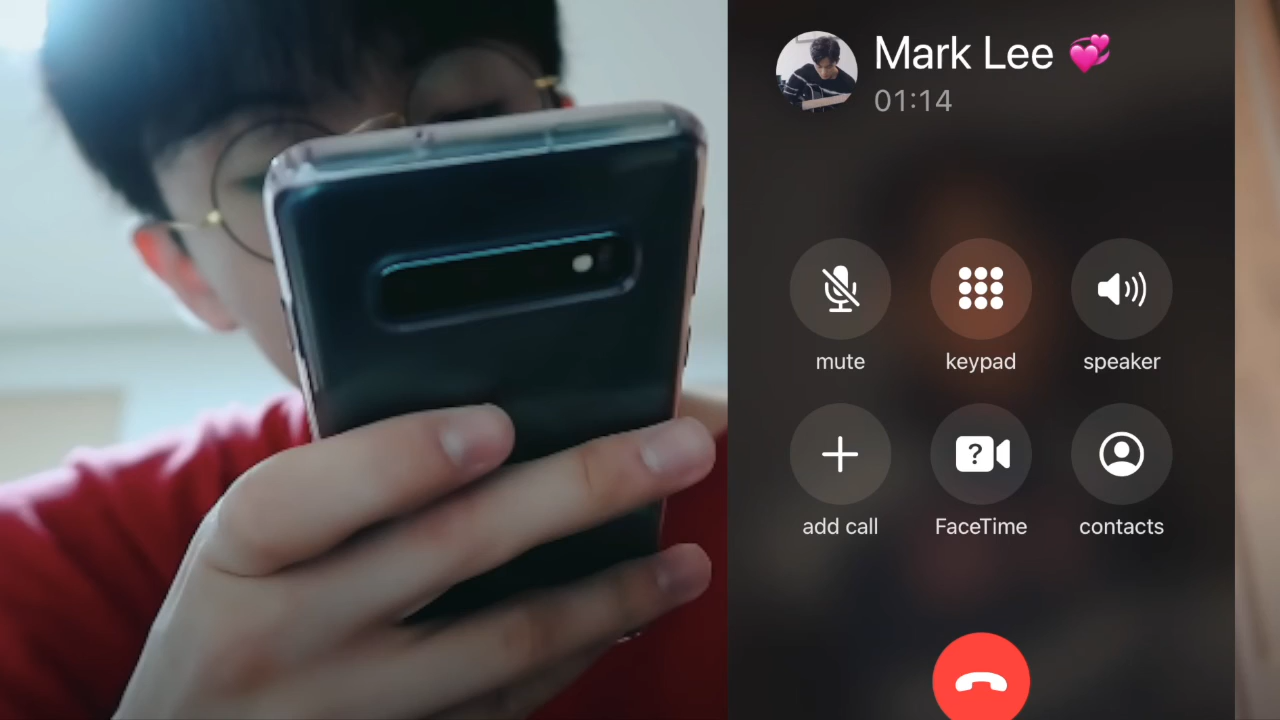 Mark Lee 💞
01:14
mute
keypad
speaker
add call
FaceTime
contacts